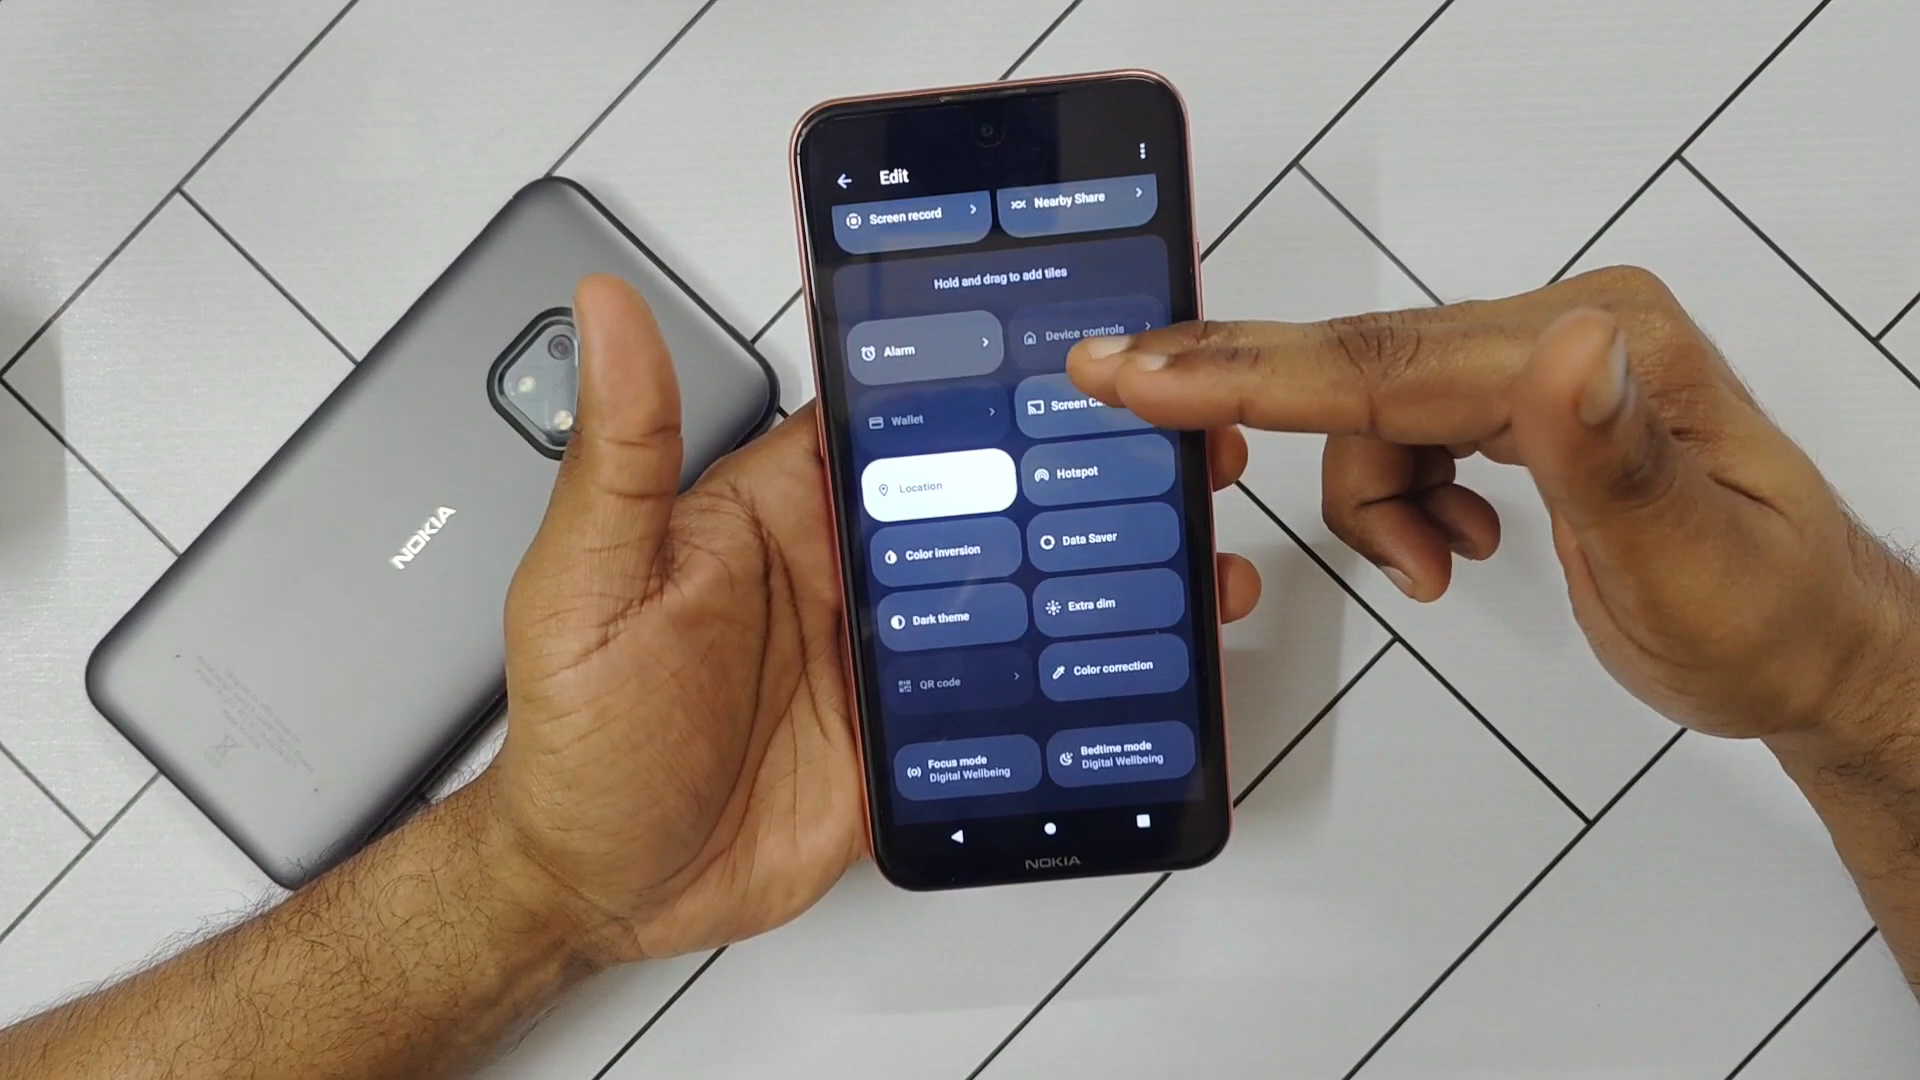 Edit
Screen record
Nearby Share
Hold and drag to add tiles
Alarm
Device controls
Wallet
Screen
Location
Hotspot
Color inversion
Data Saver
Dark theme
Extra dim
QR code
Color correction
Focus mode
Digital Wellbeing
Bedtime mode
Digital Wellbeing
NOKIA
NOKIA